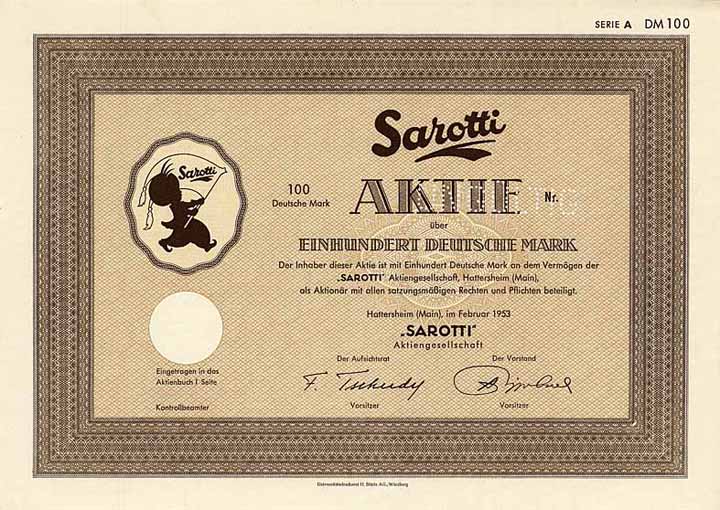 SERIE A DM 100
Sarotti
Sarotti
100
Deutsche Mark
AKTIE
Nr.
über
EINHUNDERT DEUTSCHE MARK
Der Inhaber dieser Aktie ist mit Einhundert Deutsche Mark an dem Vermögen der
„SAROTTI" Aktiengesellschaft, Hattersheim (Main),
als Aktionär mit allen satzungsmäßigen Rechten und Pflichten beteiligt.
Hattersheim (Main), im Februar 1953
„SAROTTI"
Aktiengesellschaft
Der Aufsichtsrat
Der Vorstand
F. Tschudy
Vorsitzer
Vorsitzer
Eingetragen in das
Aktienbuch 1 Seite
Kontrollbeamter
Würzburg